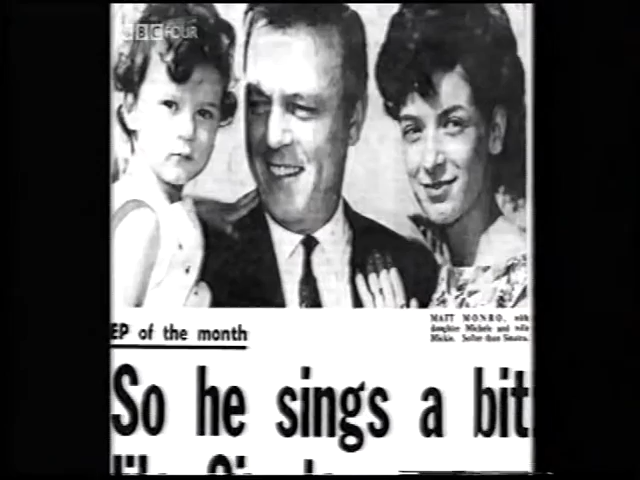 BBC FOUR
MATT MONRO, with
daughter Michele and wife
Mickie. Softer than Sinatra.
EP of the month
So he sings a bit